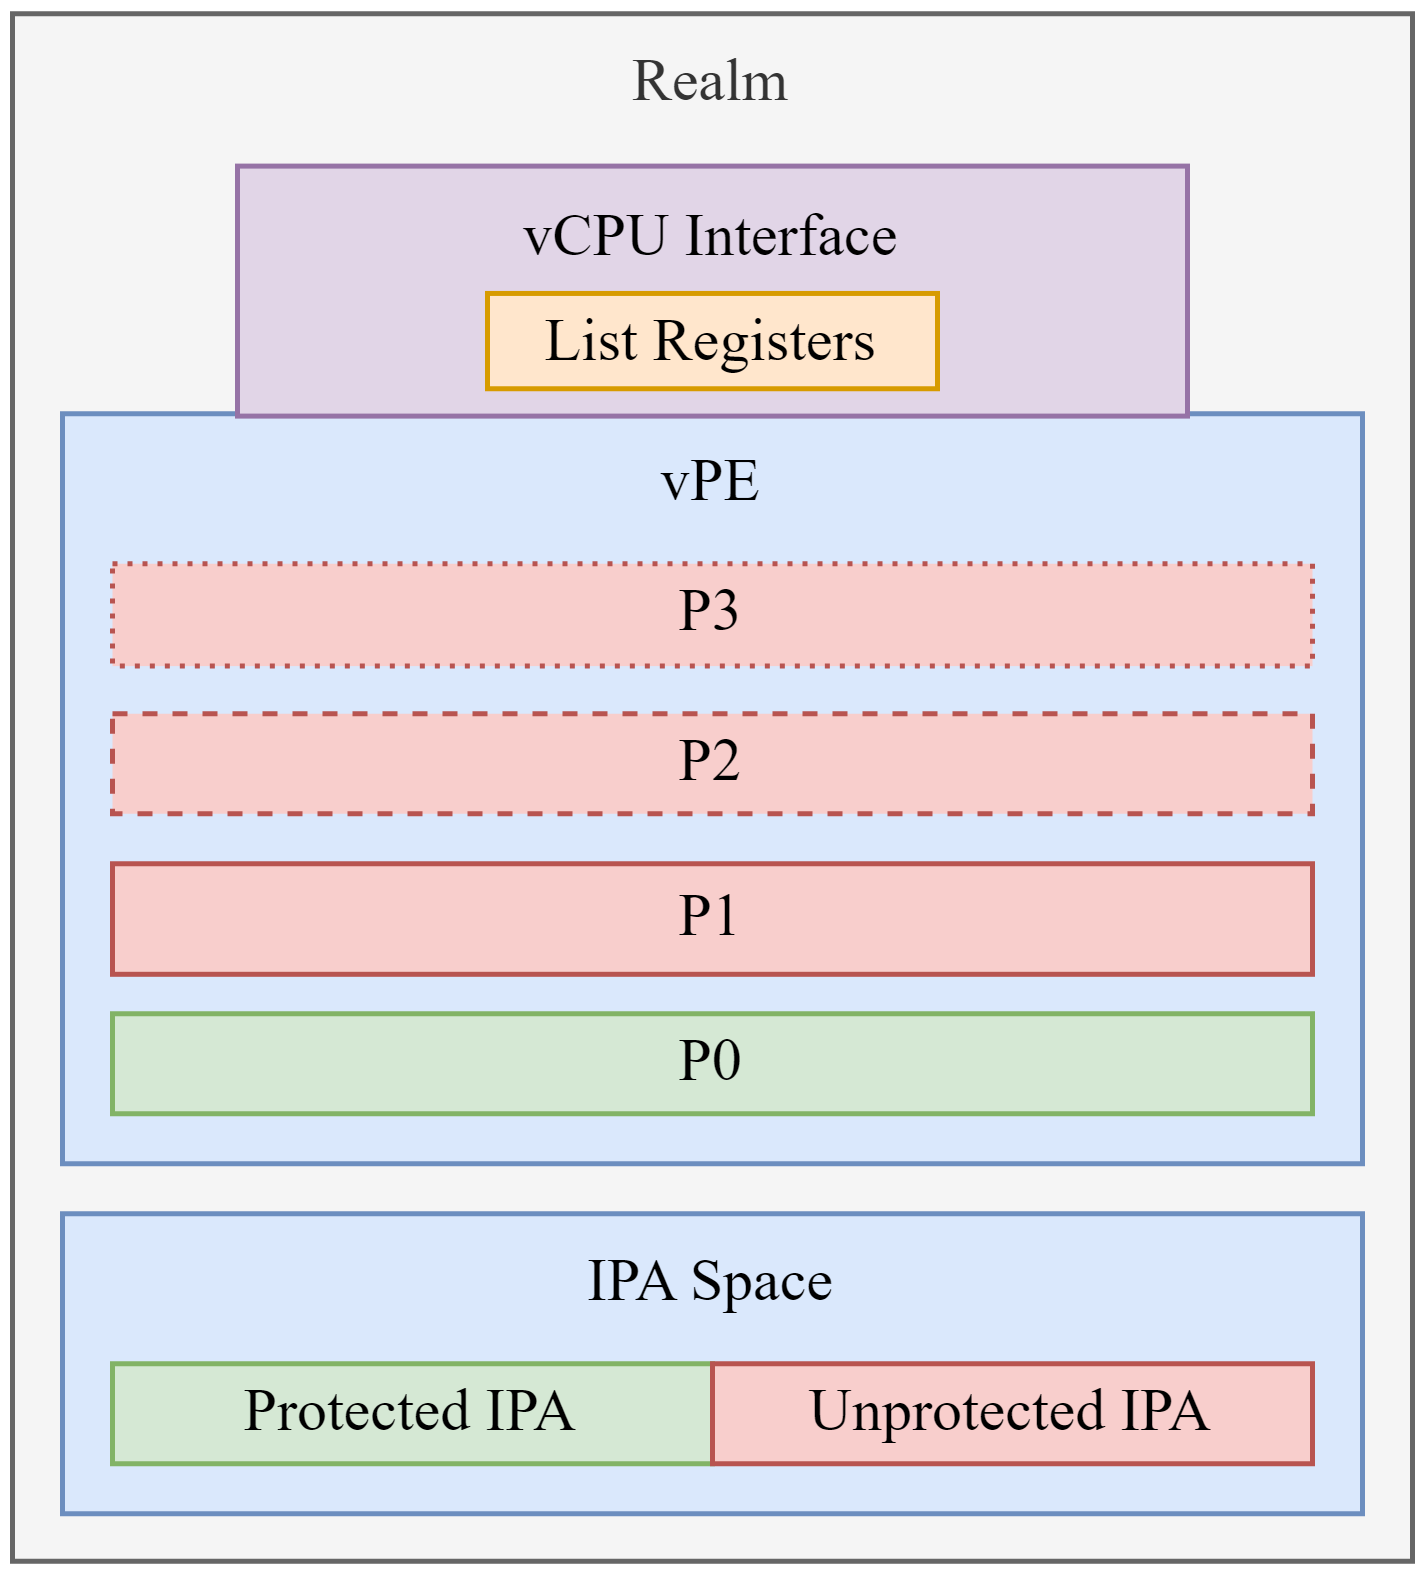 Realm
vCPU Interface
List Registers
vPE
P3
P2
P1
P0
IPA Space
Protected IPA
Unprotected IPA